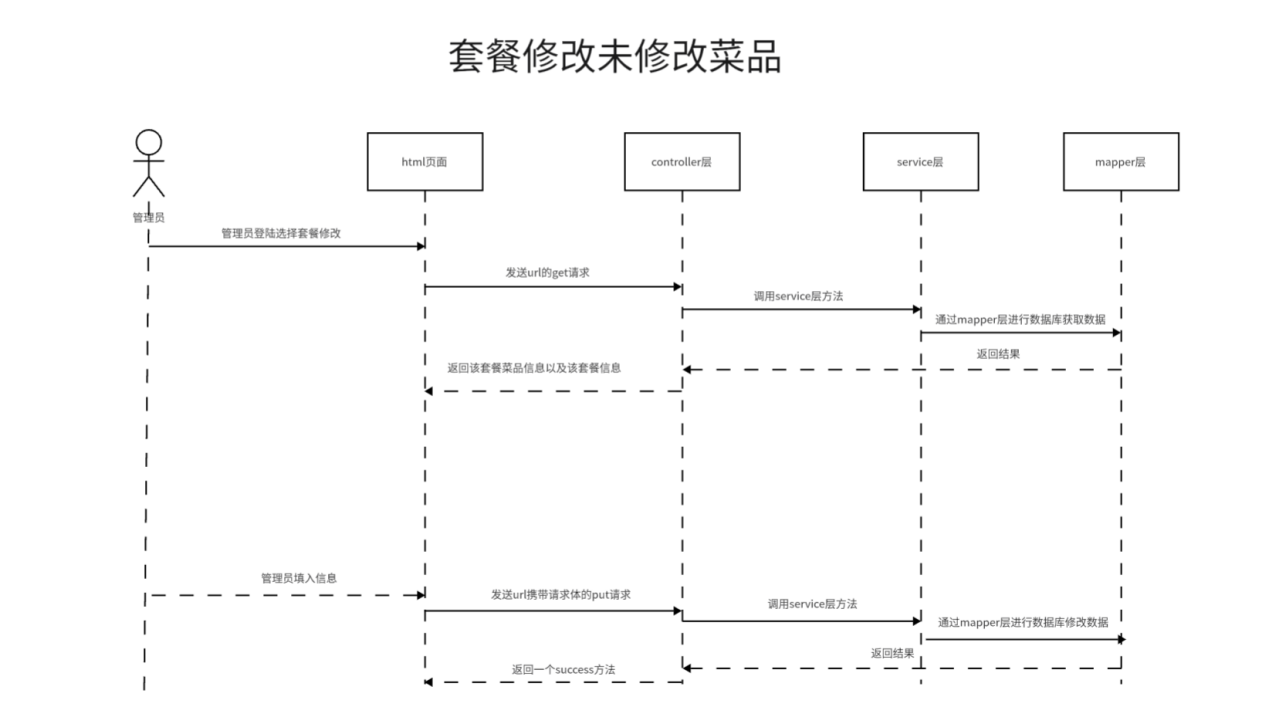 套餐修改未修改菜品
html页面
controller层
service层
mapper层
管理员
管理员登陆选择套餐修改
发送url的get请求
调用service层方法
通过mapper层进行数据库获取数据
返回结果
返回该套餐菜品信息以及该套餐信息
管理员填入信息
发送url携带请求体的put请求
调用service层方法
通过mapper层进行数据库修改数据
返回结果
返回一个success方法